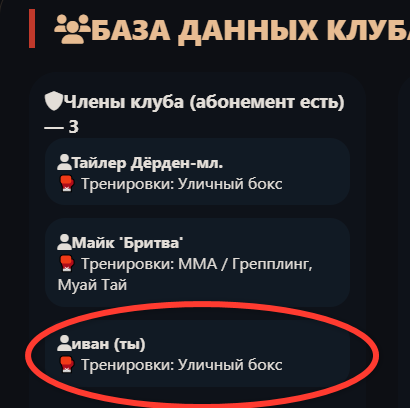 БАЗА ДАННЫХ КЛУБА
Члены клуба (абонемент есть)
— 3
Тайлер Дёрден-мл.
Тренировки: Уличный бокс
Майк "Бритва"
Тренировки: ММА / Грепплинг,
Муай Тай
иван (ты)
Тренировки: Уличный бокс